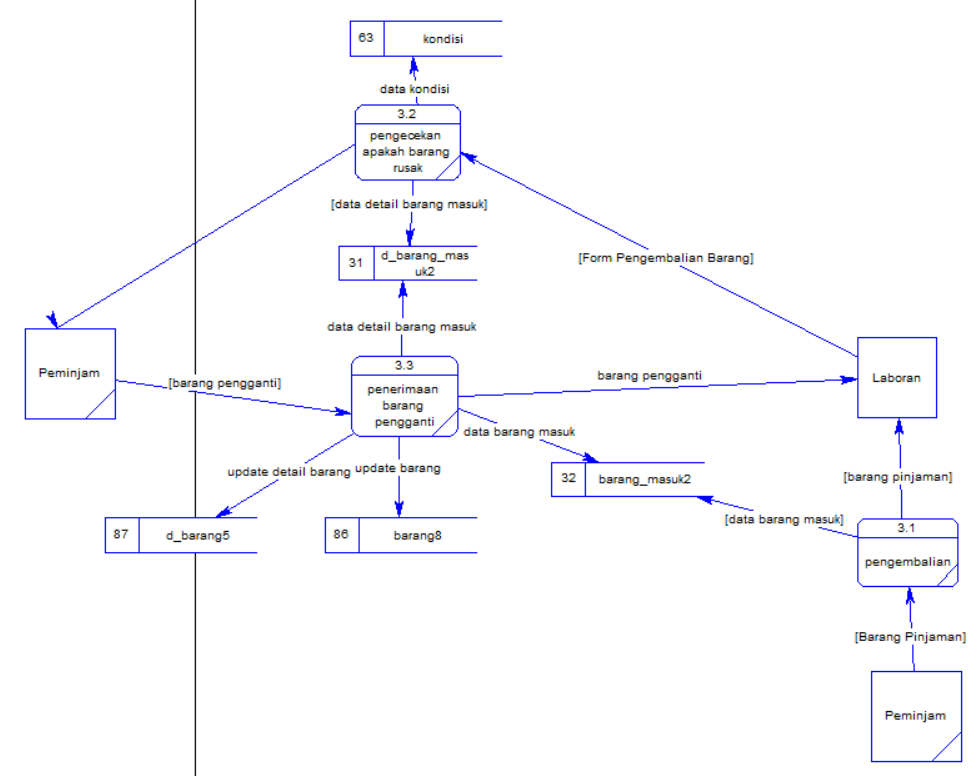 63 kondisi
data kondisi
3.2
pengecekan
apakah barang
rusak
[data detail barang masuk]
31 d_barang_mas
uk2
[Form Pengembalian Barang]
data detail barang masuk
Peminjam
[barang pengganti]
3.3
penerimaan
barang
pengganti
barang pengganti
Laboran
data barang masuk
update detail barang
update barang
32 barang_masuk2
[barang pinjaman]
[data barang masuk]
87 d_barang5
86 barang8
3.1
pengembalian
[Barang Pinjaman]
Peminjam